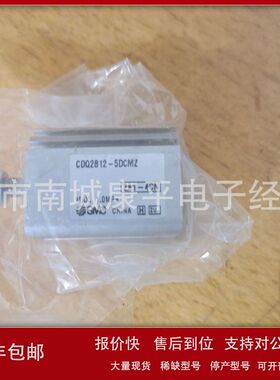 CDQ2B12-5DCMZ
SMC
CHINA
市南城康平电子经
报价快 售后到位 支持对公
丰包邮
大量现货 稀缺型号 停产型号 可开